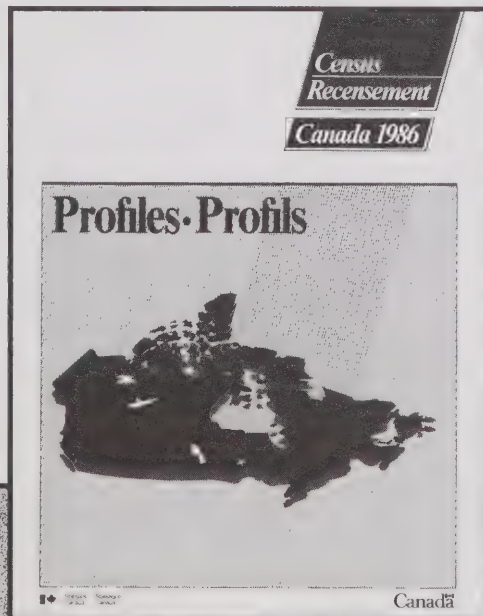 Census
Recensement
Canada 1986
Profiles • Profils
Canada